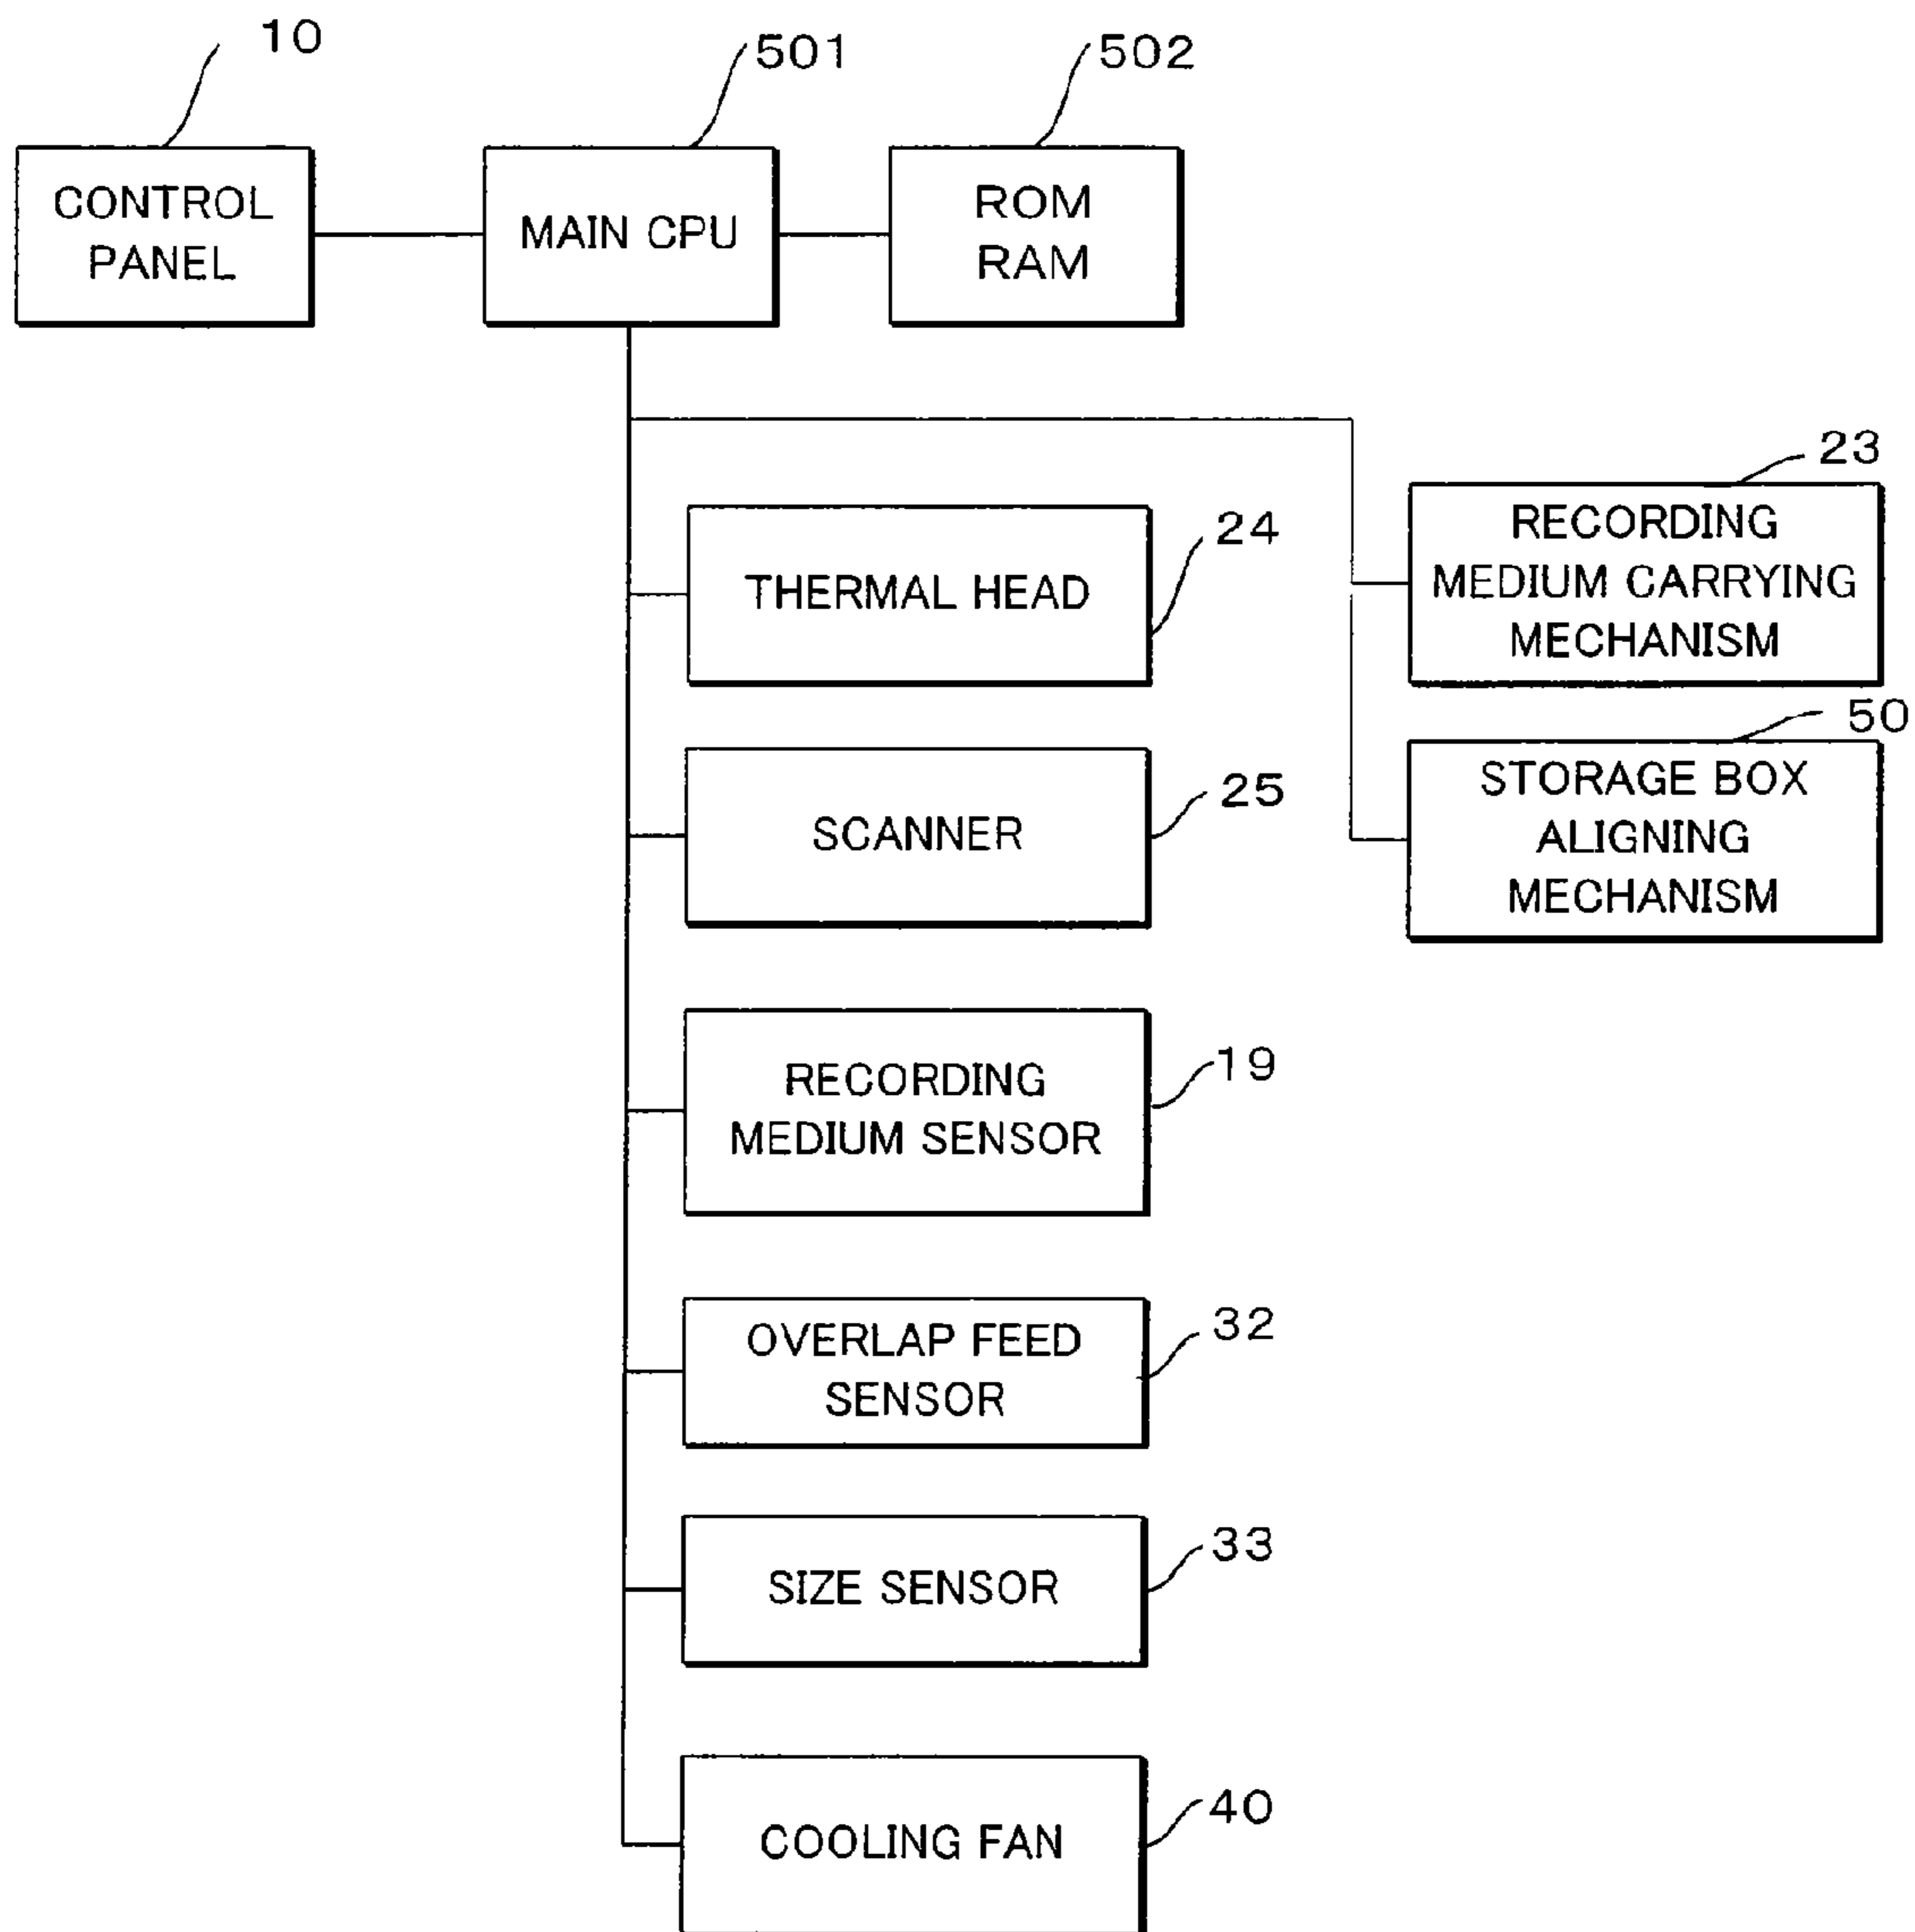 10
501
502
CONTROL
PANEL
MAIN CPU
ROM
RAM
23
RECORDING
MEDIUM CARRYING
MECHANISM
24
THERMAL HEAD
50
STORAGE BOX
ALIGNING
MECHANISM
25
SCANNER
19
RECORDING
MEDIUM SENSOR
32
OVERLAP FEED
SENSOR
33
SIZE SENSOR
40
COOLING FAN